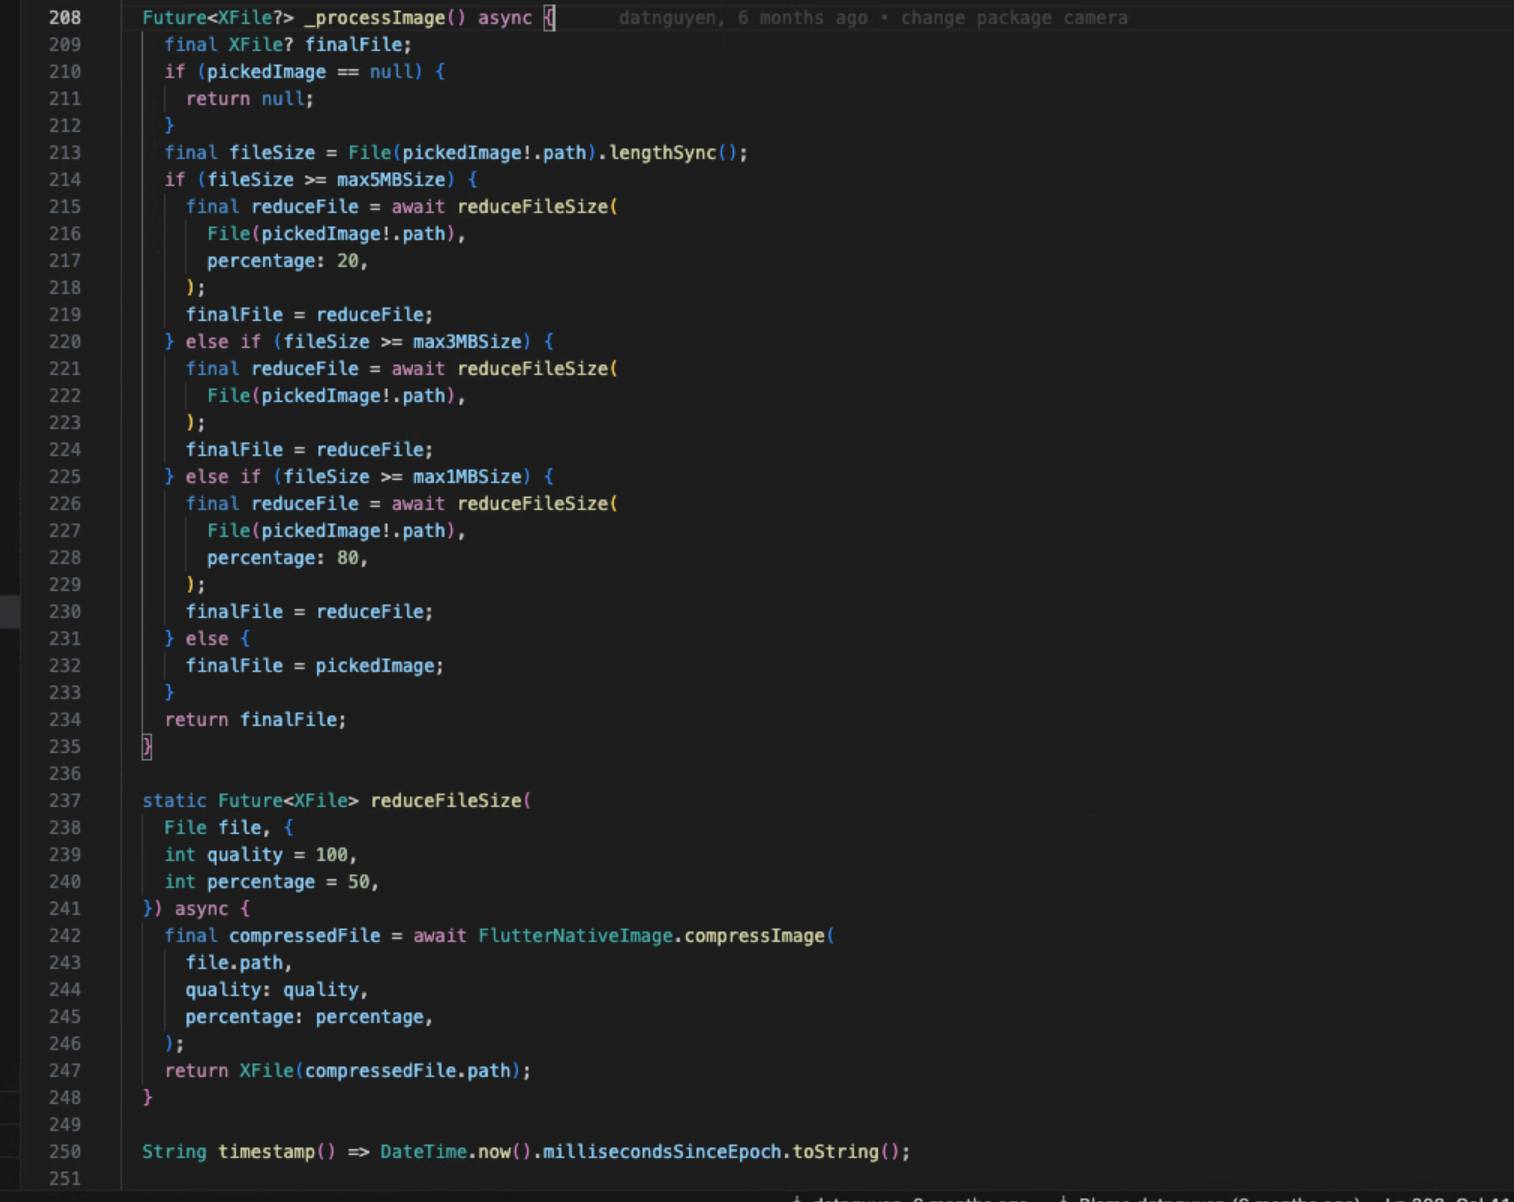 208 Future<XFile?> _processImage() async { datnguyen, 6 months ago • change package camera
209 final XFile? finalFile;
210 if (pickedImage == null) {
211 return null;
212 }
213 final fileSize = File(pickedImage!.path).lengthSync();
214 if (fileSize >= max5MBSize) {
215 final reduceFile = await reduceFileSize(
216 File(pickedImage!.path),
217 percentage: 20,
218 );
219 finalFile = reduceFile;
220 } else if (fileSize >= max3MBSize) {
221 final reduceFile = await reduceFileSize(
222 File(pickedImage!.path),
223 );
224 finalFile = reduceFile;
225 } else if (fileSize >= max1MBSize) {
226 final reduceFile = await reduceFileSize(
227 File(pickedImage!.path),
228 percentage: 80,
229 );
230 finalFile = reduceFile;
231 } else {
232 finalFile = pickedImage;
233 }
234 return finalFile;
235 }
236
237 static Future<XFile> reduceFileSize(
238 File file, {
239 int quality = 100,
240 int percentage = 50,
241 }) async {
242 final compressedFile = await FlutterNativeImage.compressImage(
243 file.path,
244 quality: quality,
245 percentage: percentage,
246 );
247 return XFile(compressedFile.path);
248 }
249
250 String timestamp() => DateTime.now().millisecondsSinceEpoch.toString();
251